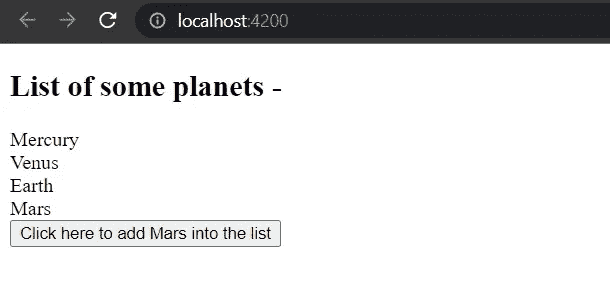 localhost:4200
List of some planets -
Mercury
Venus
Earth
Mars
Click here to add Mars into the list